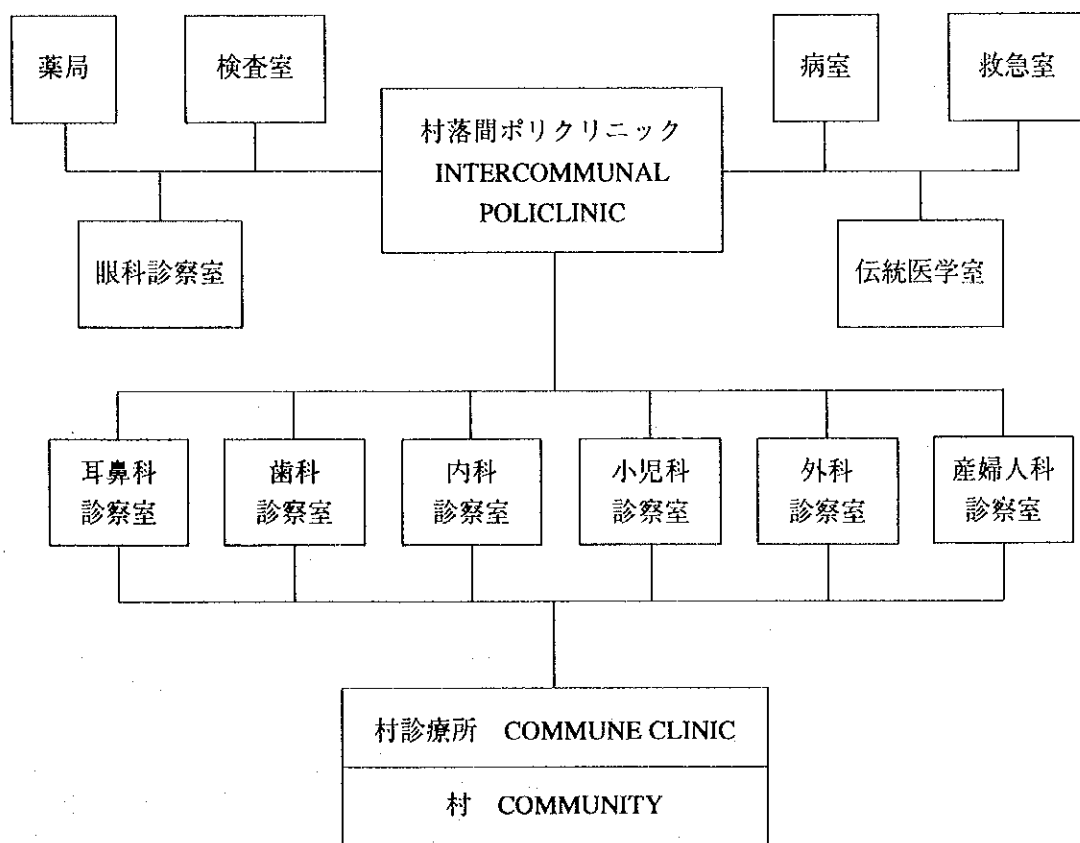 薬局
検査室
病室
救急室
村落間ポリクリニック
INTERCOMMUNAL
POLICLINIC
眼科診察室
伝統医学室
耳鼻科
診察室
歯科
診察室
内科
診察室
小児科
診察室
外科
診察室
産婦人科
診察室
村診療所 COMMUNE CLINIC
村 COMMUNITY